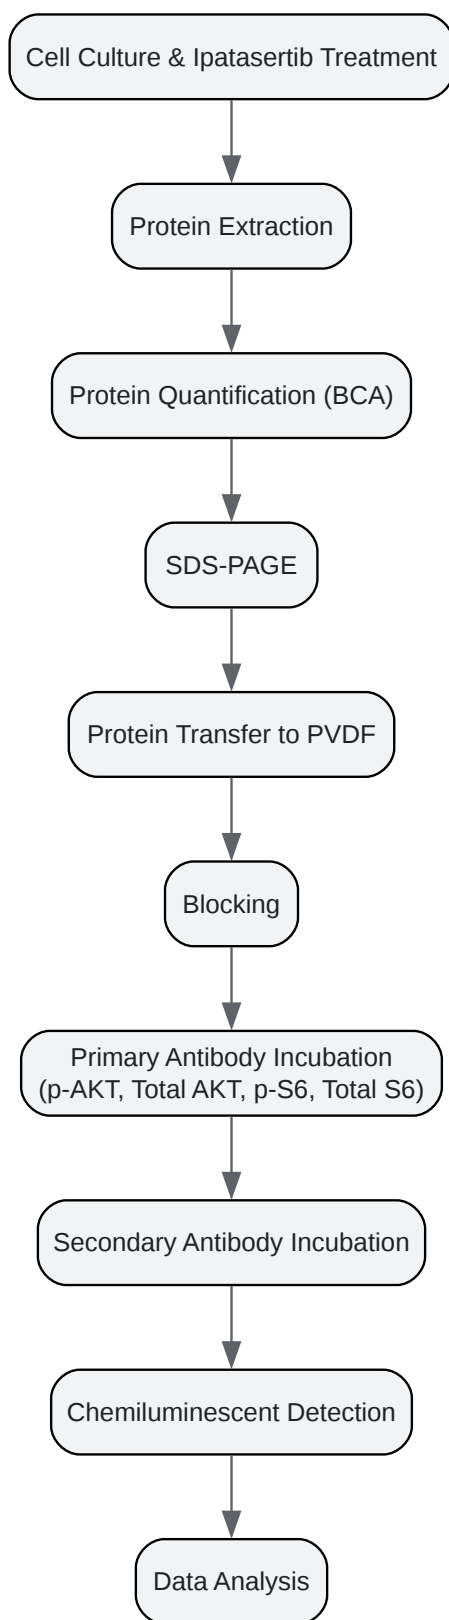 Cell Culture & Ipatasertib Treatment
Protein Extraction
Protein Quantification (BCA)
SDS-PAGE
Protein Transfer to PVDF
Blocking
Primary Antibody Incubation
(p-AKT, Total AKT, p-S6, Total S6)
Secondary Antibody Incubation
Chemiluminescent Detection
Data Analysis